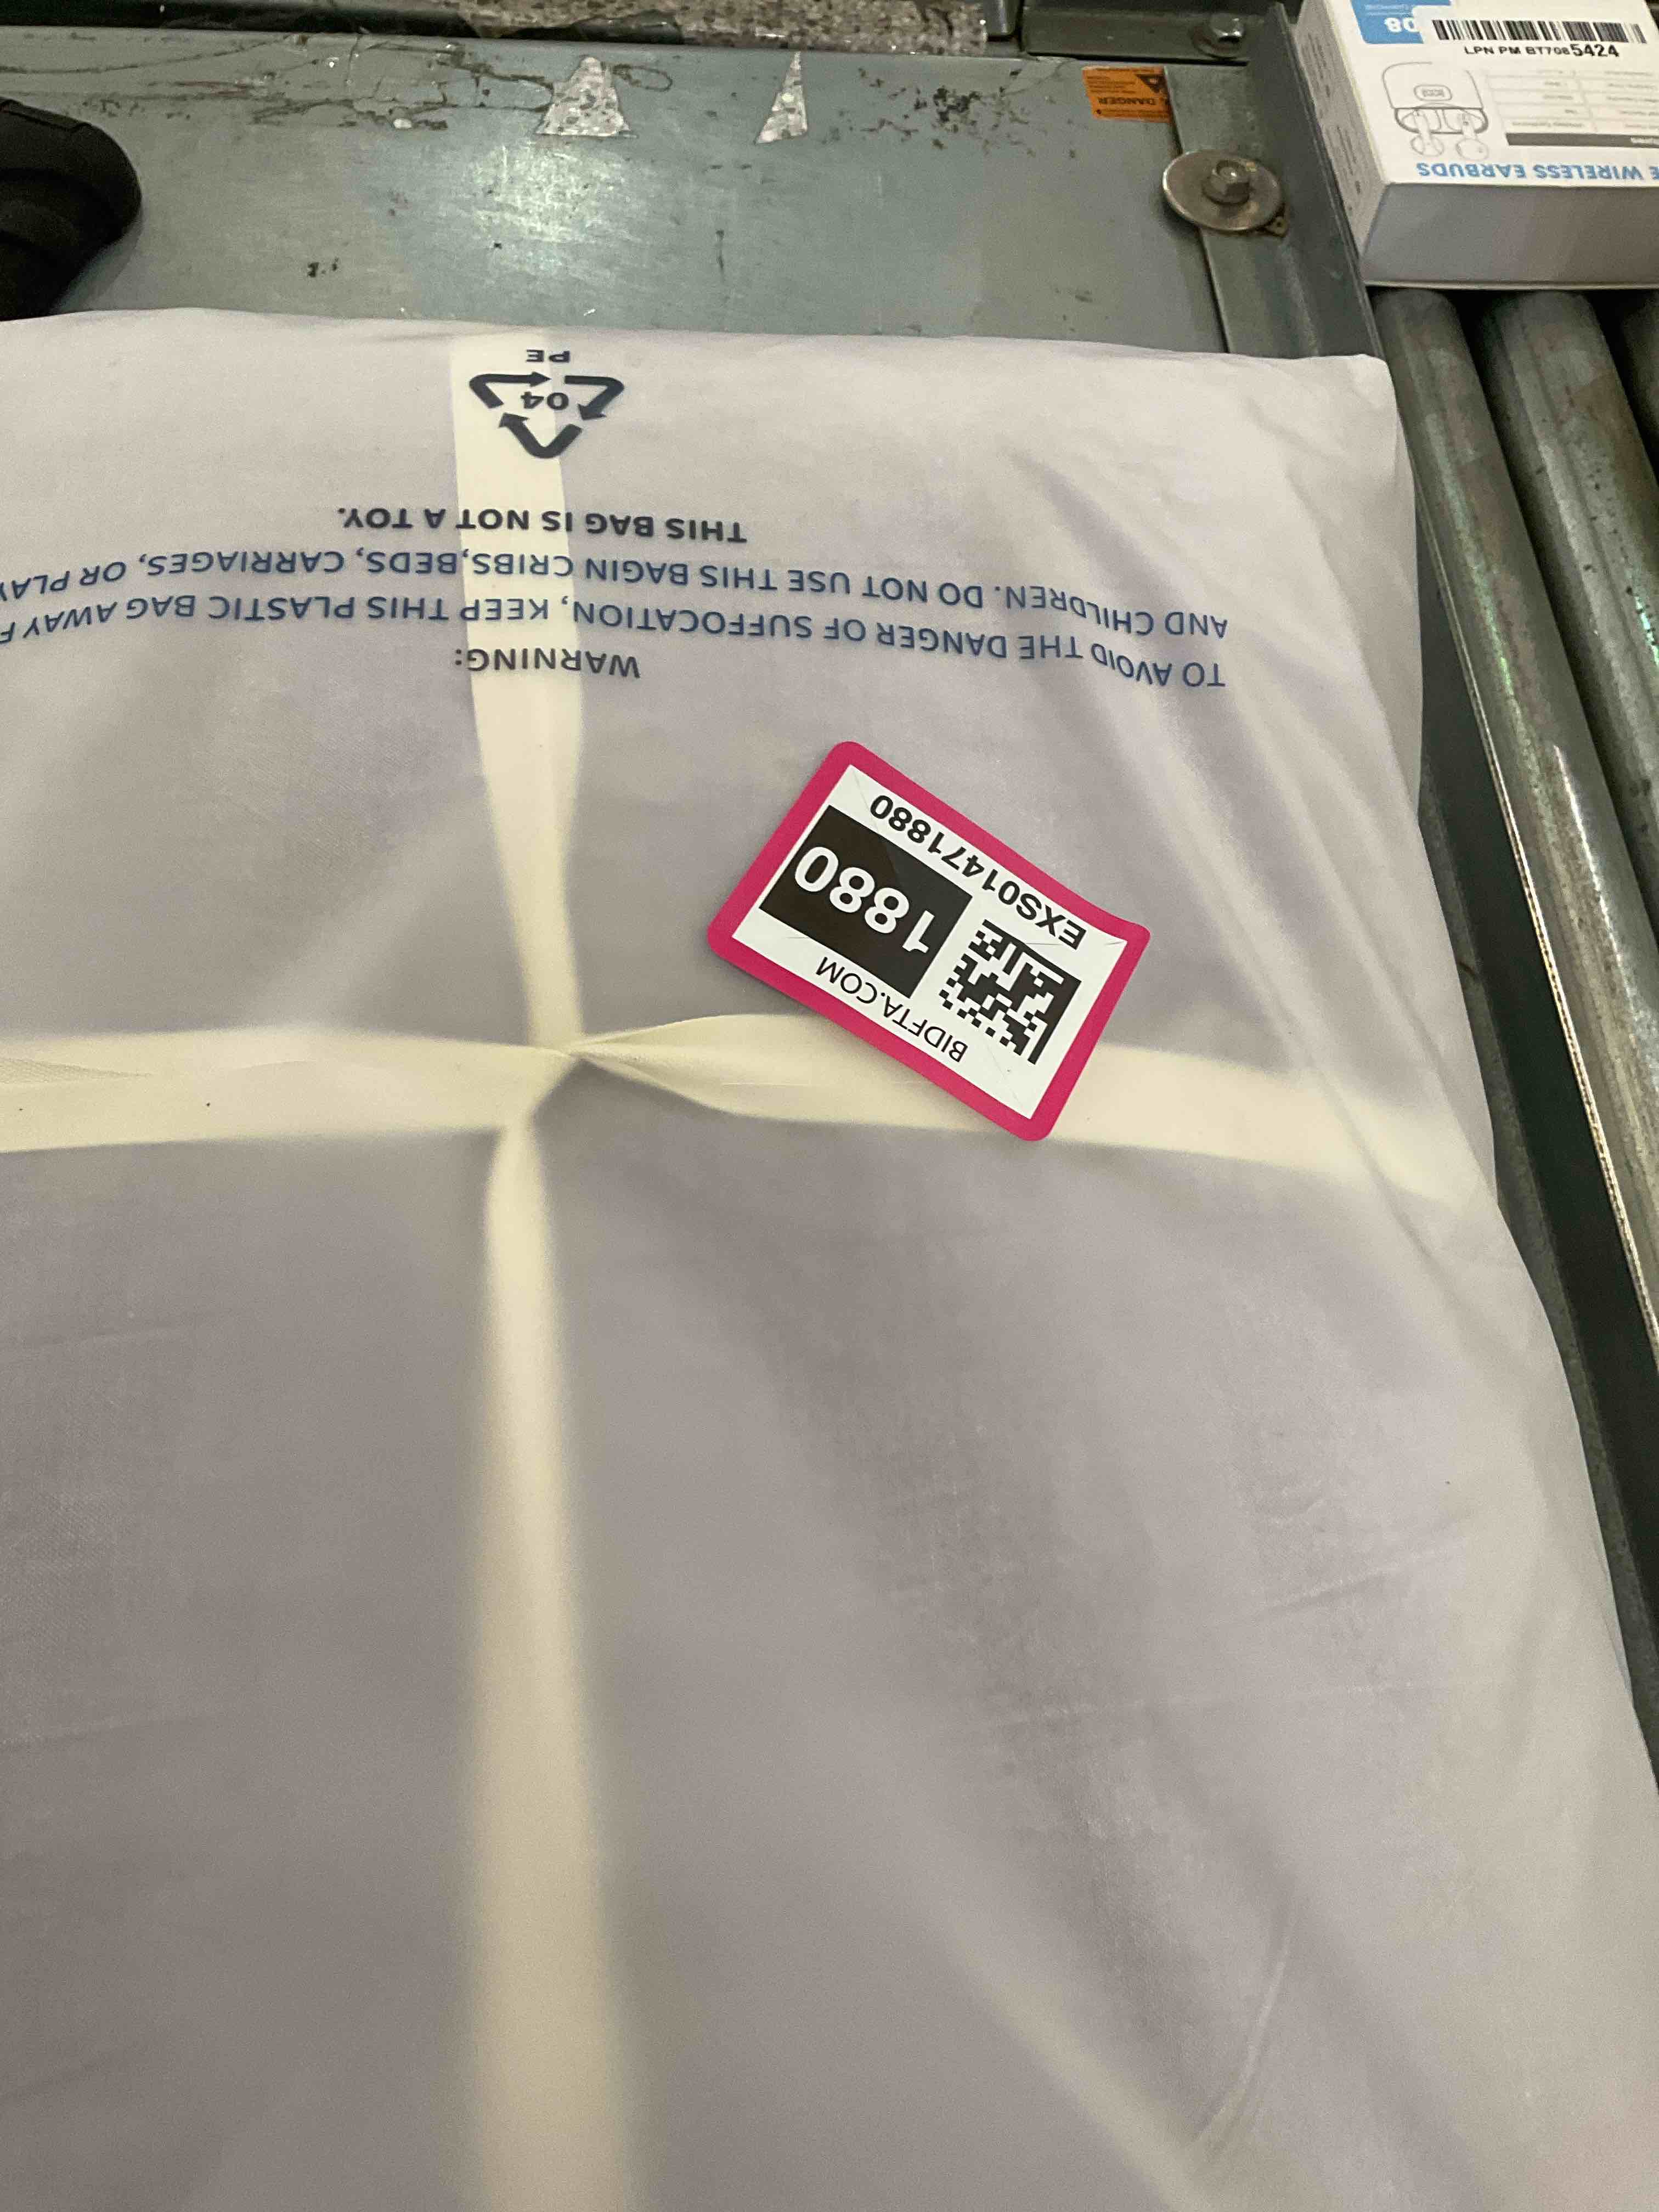 WARNING:
TO AVOID THE DANGER OF SUFFOCATION, KEEP THIS PLASTIC BAG AWAY F
AND CHILDREN. DO NOT USE THIS BAGIN CRIBS,BEDS, CARRIAGES, OR PLAY
THIS BAG IS NOT A TOY.
04
PE
BIDFTA.COM
1880
EXS01471880
LPN PM BT7085424
08
E WIRELESS EARBUDS
DANGER